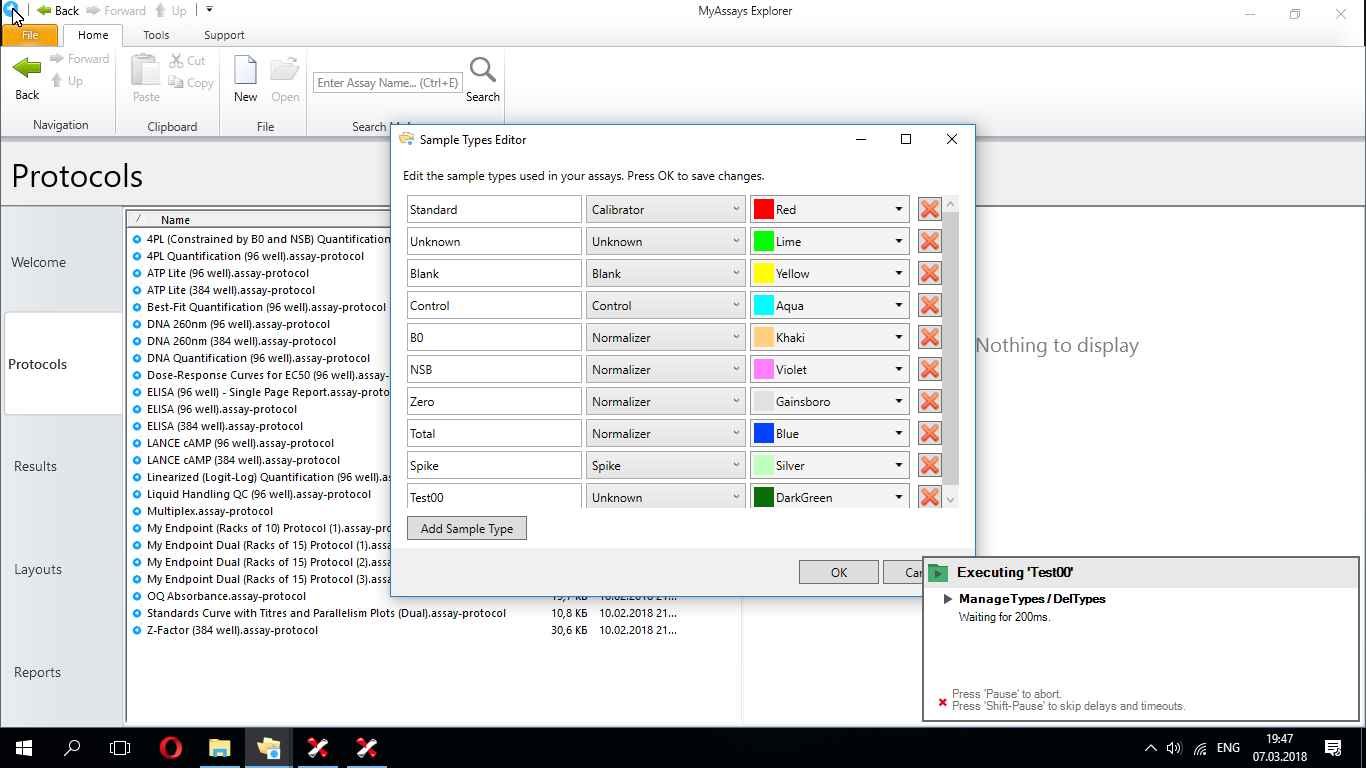 Back Forward Up MyAssays Explorer
File Home Tools Support
Back Forward Up
Navigation
Paste Cut Copy
Clipboard
New Open
File
Enter Assay Name... (Ctrl+E) Search
Search
Protocols
Welcome
Protocols
Results
Layouts
Reports
Name
4PL (Constrained by B0 and NSB) Quantification
4PL Quantification (96 well).assay-protocol
ATP Lite (96 well).assay-protocol
ATP Lite (384 well).assay-protocol
Best-Fit Quantification (96 well).assay-protocol
DNA 260nm (96 well).assay-protocol
DNA 260nm (384 well).assay-protocol
DNA Quantification (96 well).assay-protocol
Dose-Response Curves for EC50 (96 well).assay-
ELISA (96 well) - Single Page Report.assay-proto
ELISA (96 well).assay-protocol
ELISA (384 well).assay-protocol
LANCE cAMP (96 well).assay-protocol
LANCE cAMP (384 well).assay-protocol
Linearized (Logit-Log) Quantification (96 well).as
Liquid Handling QC (96 well).assay-protocol
Multiplex.assay-protocol
My Endpoint (Racks of 10) Protocol (1).assay-pro
My Endpoint Dual (Racks of 15) Protocol (1).assa
My Endpoint Dual (Racks of 15) Protocol (2).assa
My Endpoint Dual (Racks of 15) Protocol (3).assa
OQ Absorbance.assay-protocol 10.02.2018 21...
Standards Curve with Titres and Parallelism Plots (Dual).assay-protocol 10,8 КБ 10.02.2018 21...
Z-Factor (384 well).assay-protocol 30,6 КБ 10.02.2018 21...
Nothing to display
Sample Types Editor
Edit the sample types used in your assays. Press OK to save changes.
Standard Calibrator Red
Unknown Unknown Lime
Blank Blank Yellow
Control Control Aqua
B0 Normalizer Khaki
NSB Normalizer Violet
Zero Normalizer Gainsboro
Total Normalizer Blue
Spike Spike Silver
Test00 Unknown DarkGreen
Add Sample Type
OK Can
Executing 'Test00'
ManageTypes / DelTypes
Waiting for 200ms.
Press 'Pause' to abort.
Press 'Shift-Pause' to skip delays and timeouts.
ENG 19:47
07.03.2018